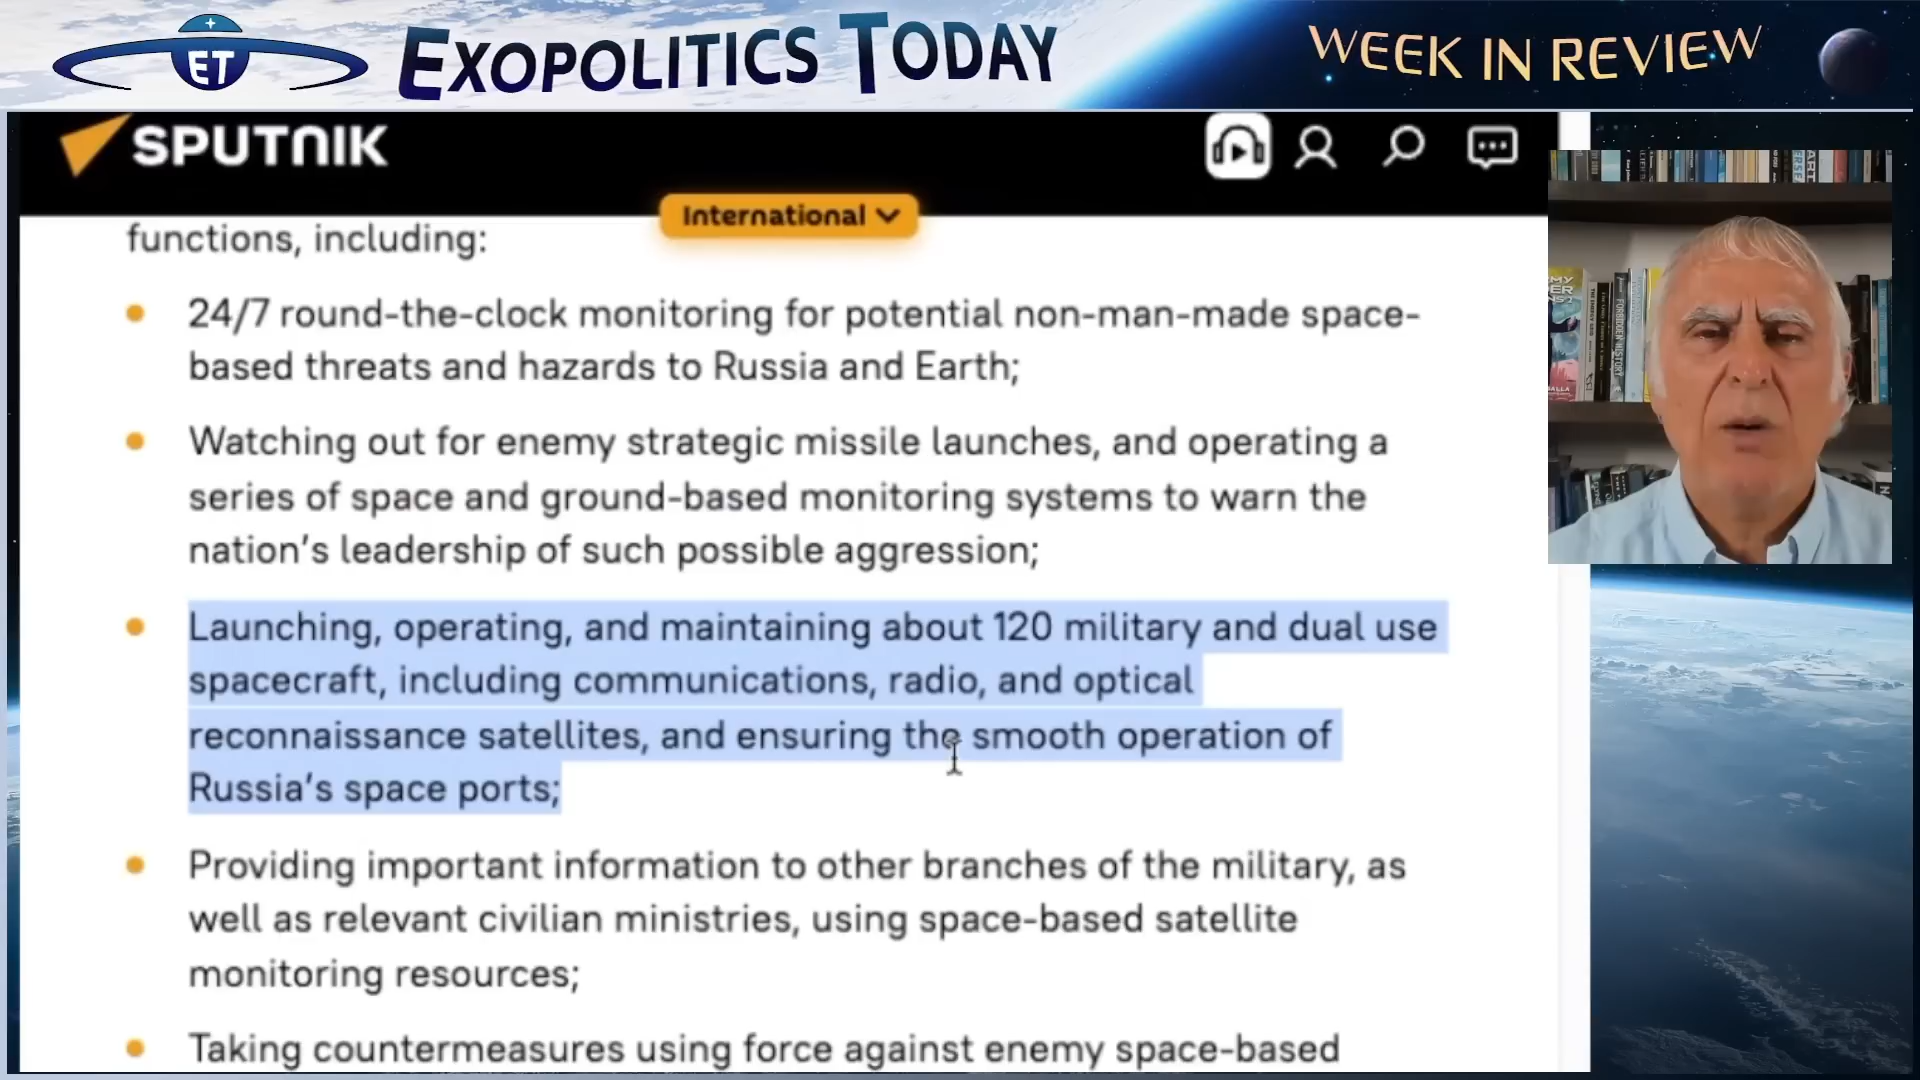 ET
EXOPOLITICS TODAY
WEEK IN REVIEW
SPUTNIK
International
functions, including:
24/7 round-the-clock monitoring for potential non-man-made space-
based threats and hazards to Russia and Earth;
Watching out for enemy strategic missile launches, and operating a
series of space and ground-based monitoring systems to warn the
nation's leadership of such possible aggression;
Launching, operating, and maintaining about 120 military and dual use
spacecraft, including communications, radio, and optical
reconnaissance satellites, and ensuring the smooth operation of
Russia's space ports;
Providing important information to other branches of the military, as
well as relevant civilian ministries, using space-based satellite
monitoring resources;
Taking countermeasures using force against enemy space-based
FORBIDDEN HISTORY